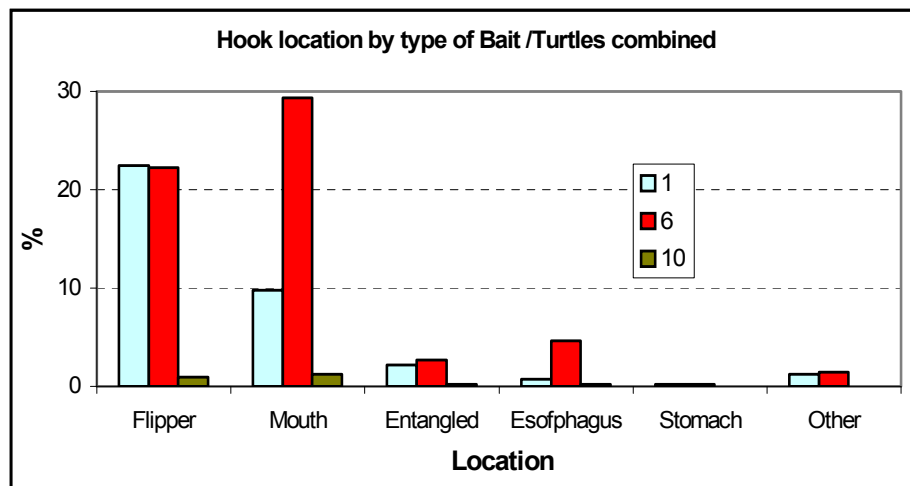 Hook location by type of Bait /Turtles combined
30
20
10
0
%
1
6
10
Flipper Mouth Entangled Esofphagus Stomach Other
Location